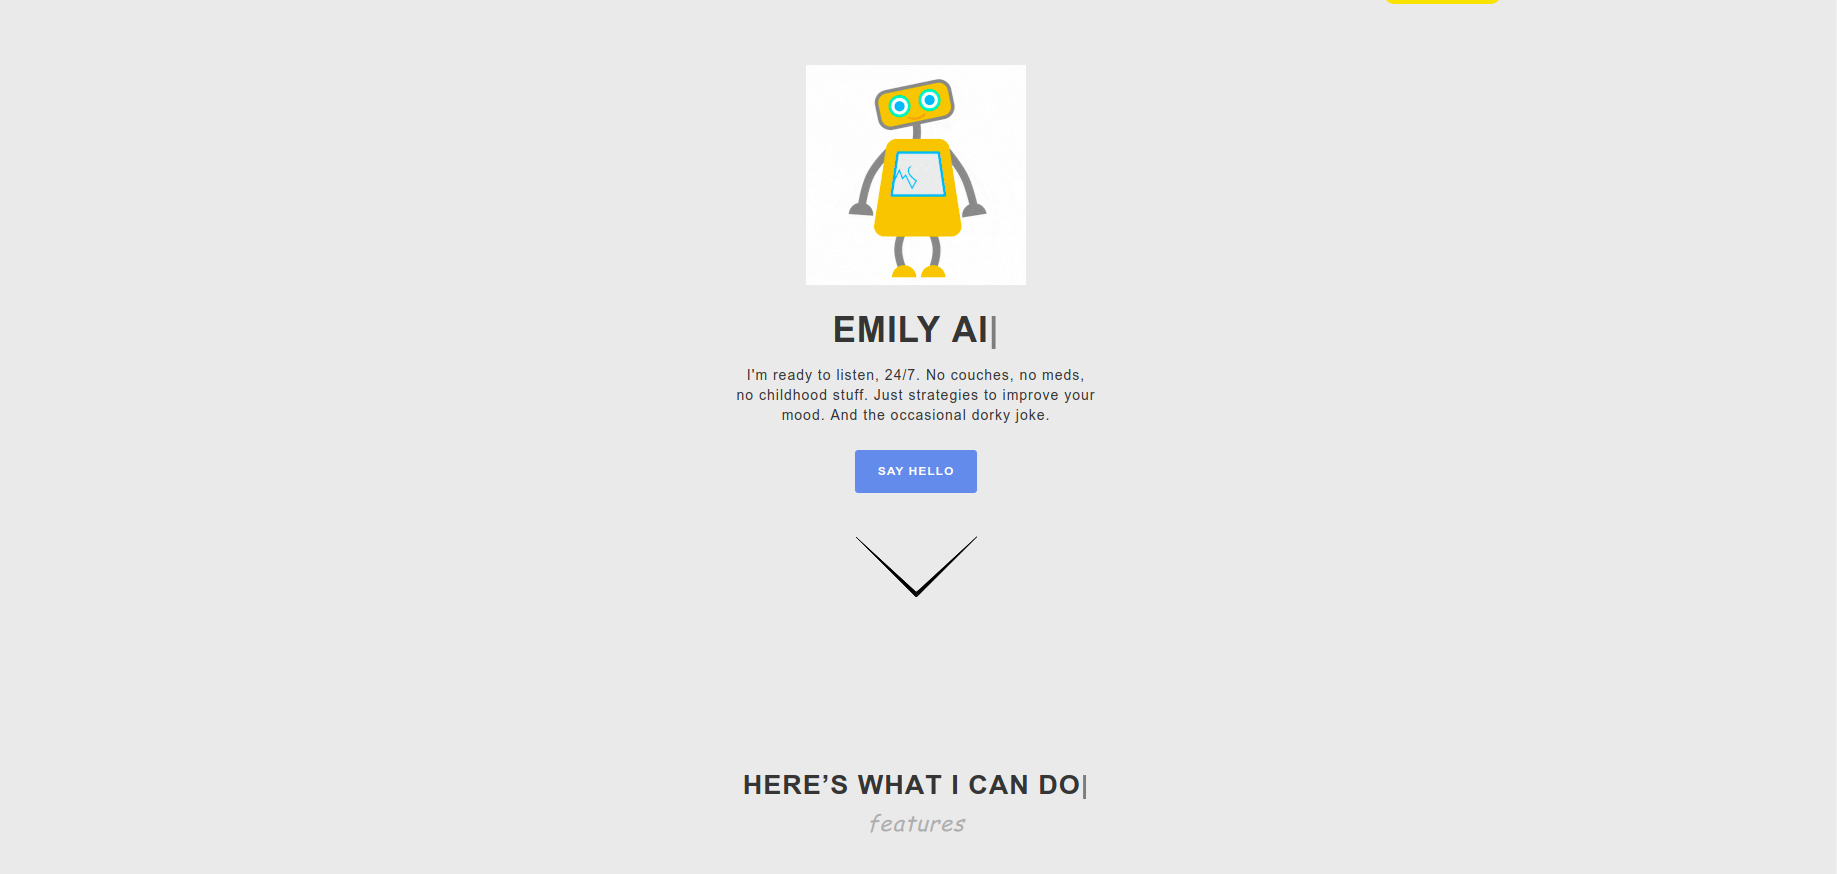 EMILY AI|
I'm ready to listen, 24/7. No couches, no meds,
no childhood stuff. Just strategies to improve your
mood. And the occasional dorky joke.
SAY HELLO
HERE’S WHAT I CAN DO|
features